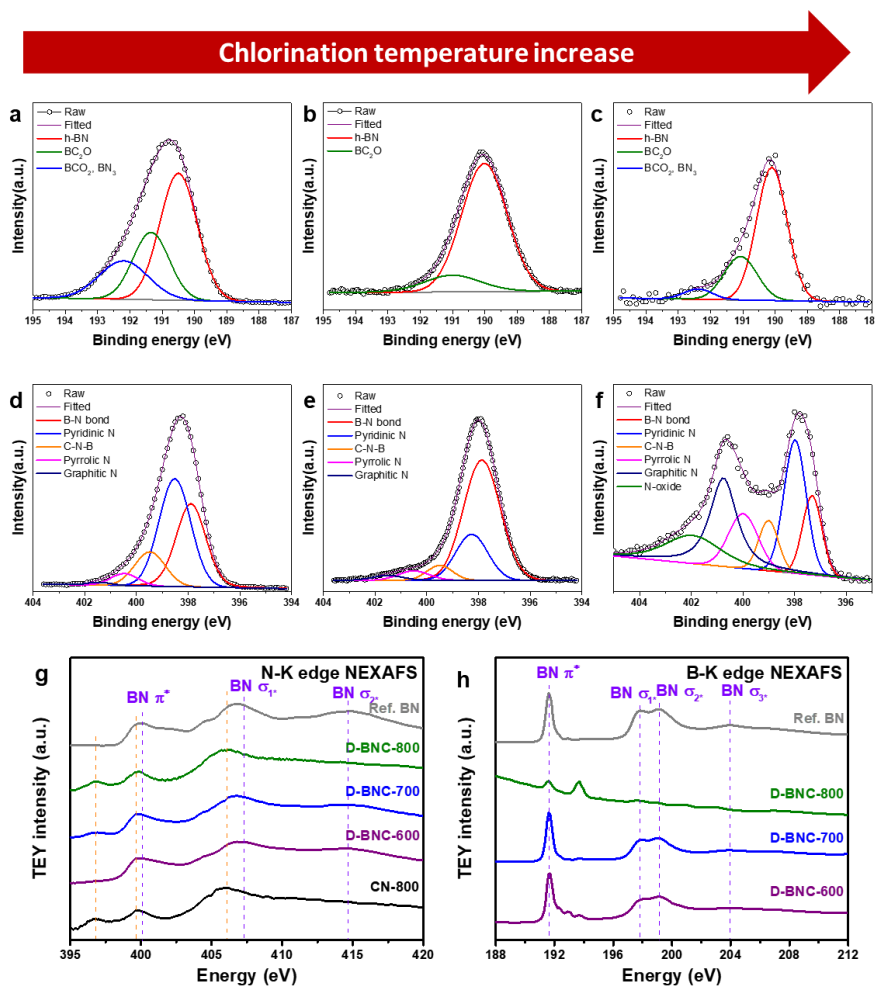 Chlorination temperature increase
a
Raw
Fitted
h-BN
BC2O
BCO2, BN3
Intensity(a.u.)
195 194 193 192 191 190 189 188 187
Binding energy (eV)
b
Raw
Fitted
h-BN
BC2O
Intensity(a.u.)
195 194 193 192 191 190 189 188 187
Binding energy (eV)
c
Raw
Fitted
h-BN
BC2O
BCO2, BN3
Intensity(a.u.)
195 194 193 192 191 190 189 188 18
Binding energy (eV)
d
Raw
Fitted
B-N bond
Pyridinic N
C-N-B
Pyrrolic N
Graphitic N
Intensity(a.u.)
404 402 400 398 396 394
Binding energy (eV)
e
Raw
Fitted
B-N bond
Pyridinic N
C-N-B
Pyrrolic N
Graphitic N
Intensity(a.u.)
404 402 400 398 396 394
Binding energy (eV)
f
Raw
Fitted
B-N bond
Pyridinic N
C-N-B
Pyrrolic N
Graphitic N
N-oxide
Intensity(a.u.)
404 402 400 398 396
Binding energy (eV)
g
N-K edge NEXAFS
BN π*
BN σ1*
BN σ2*
Ref. BN
D-BNC-800
D-BNC-700
D-BNC-600
CN-800
TEY intensity (a.u.)
395 400 405 410 415 420
Energy (eV)
h
B-K edge NEXAFS
BN π*
BN σ1*
BN σ2*
BN σ3*
Ref. BN
D-BNC-800
D-BNC-700
D-BNC-600
TEY intensity (a.u.)
188 192 196 200 204 208 212
Energy (eV)